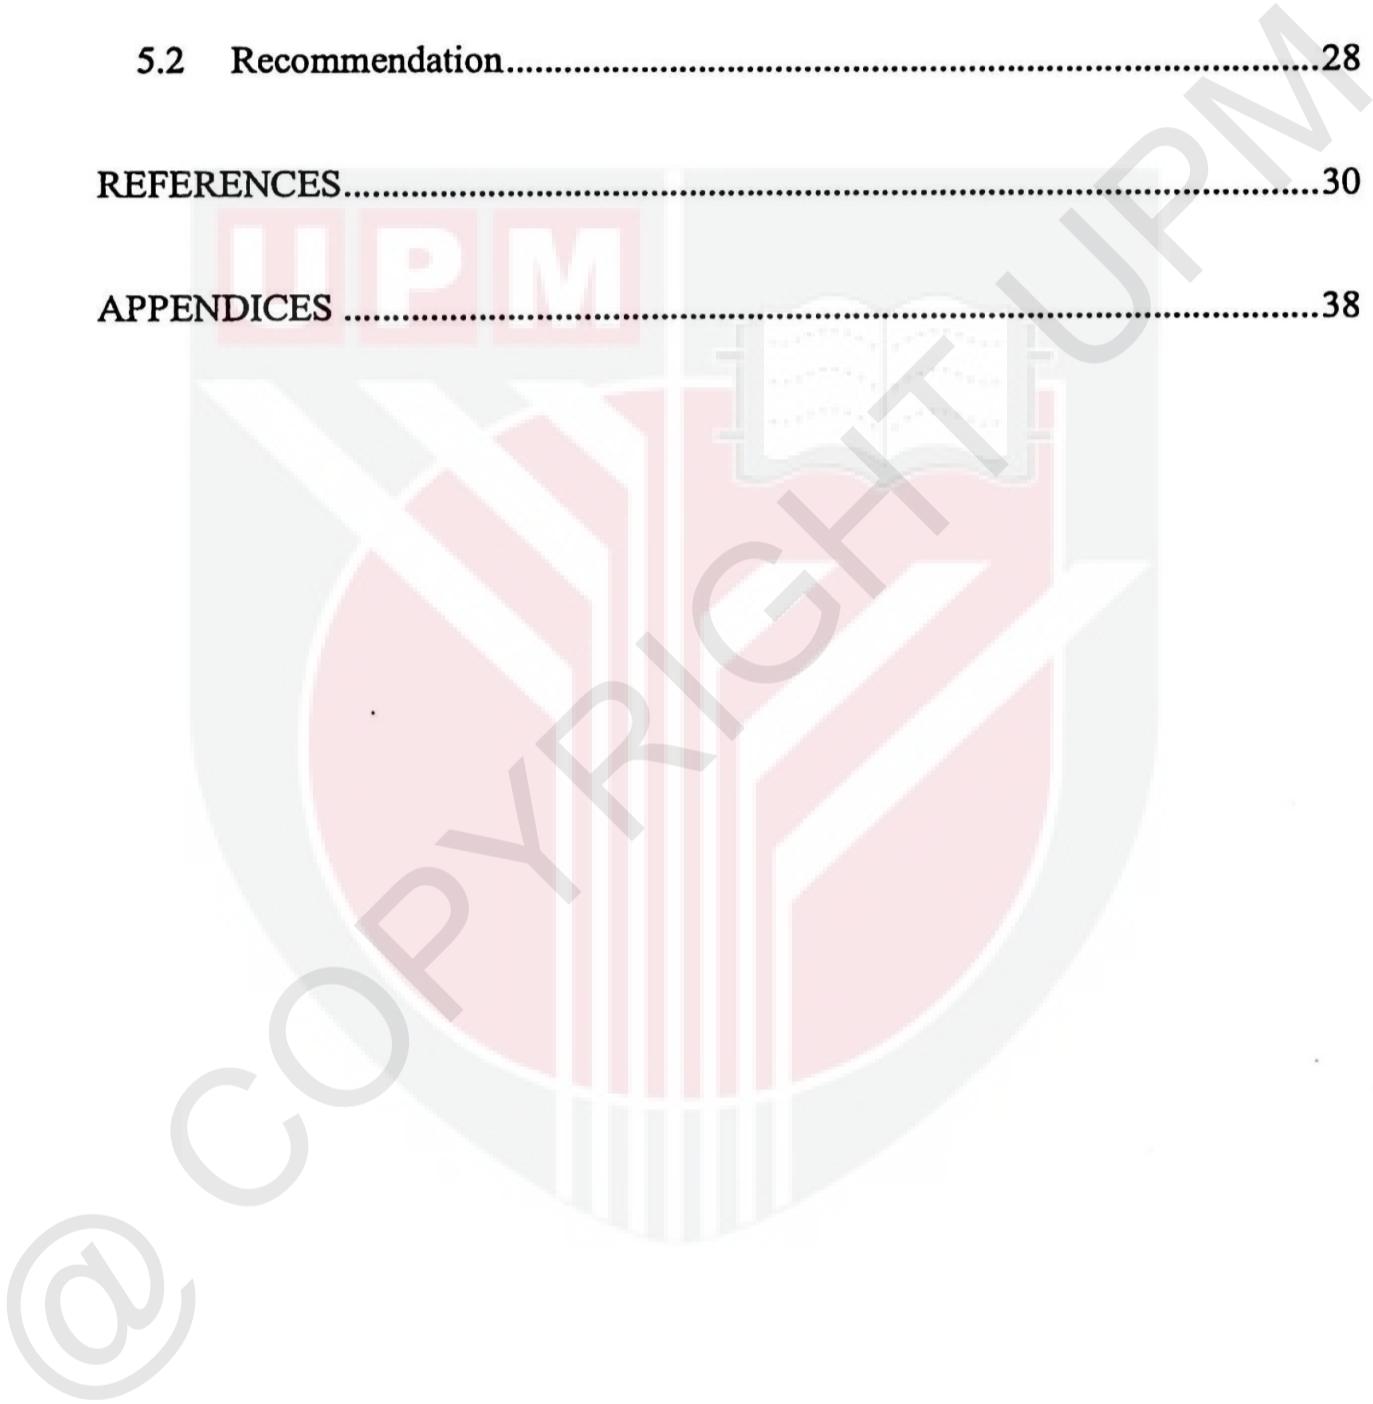 5.2 Recommendation..........................................................................................28
REFERENCES..........................................................................................................30
UPM
APPENDICES ..........................................................................................................38
@ COPYRIGHT UPM